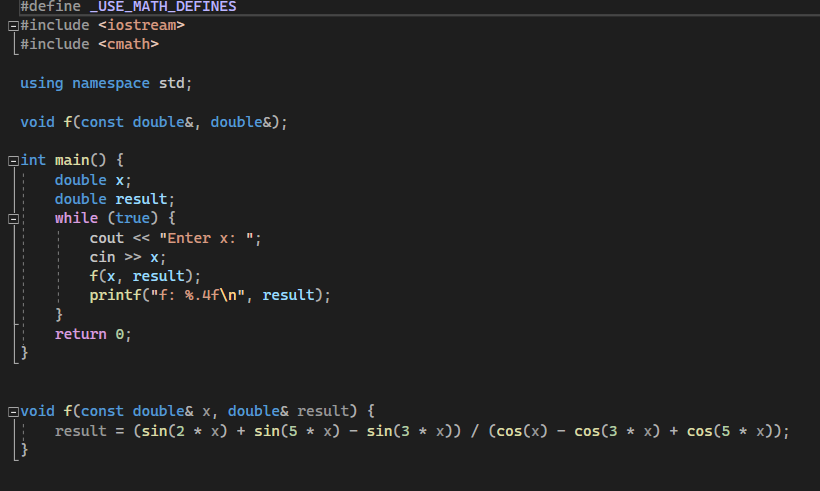 #define _USE_MATH_DEFINES
#include <iostream>
#include <cmath>
using namespace std;
void f(const double&, double&);
int main() {
double x;
double result;
while (true) {
cout << "Enter x: ";
cin >> x;
f(x, result);
printf("f: %.4f\n", result);
}
return 0;
}
void f(const double& x, double& result) {
result = (sin(2 * x) + sin(5 * x) - sin(3 * x)) / (cos(x) - cos(3 * x) + cos(5 * x));
}